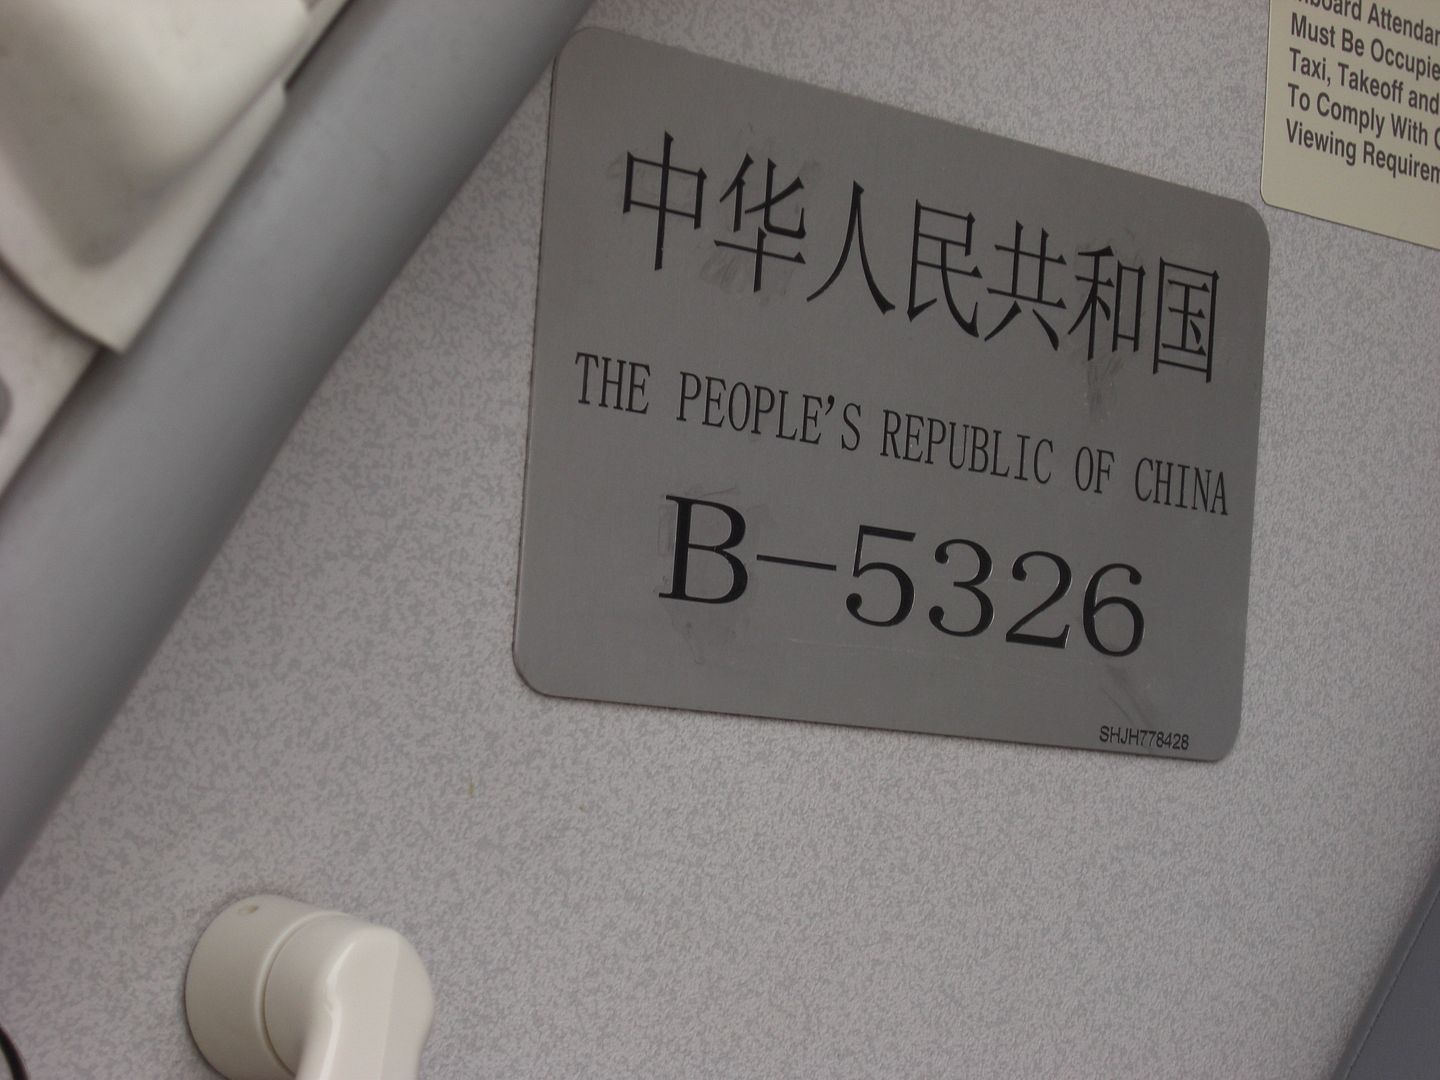 中华人民共和国
THE PEOPLE'S REPUBLIC OF CHINA
B-5326
SHJH778428
Attendan
Must Be Occupie
Taxi, Takeoff and
To Comply With
Viewing Requirem